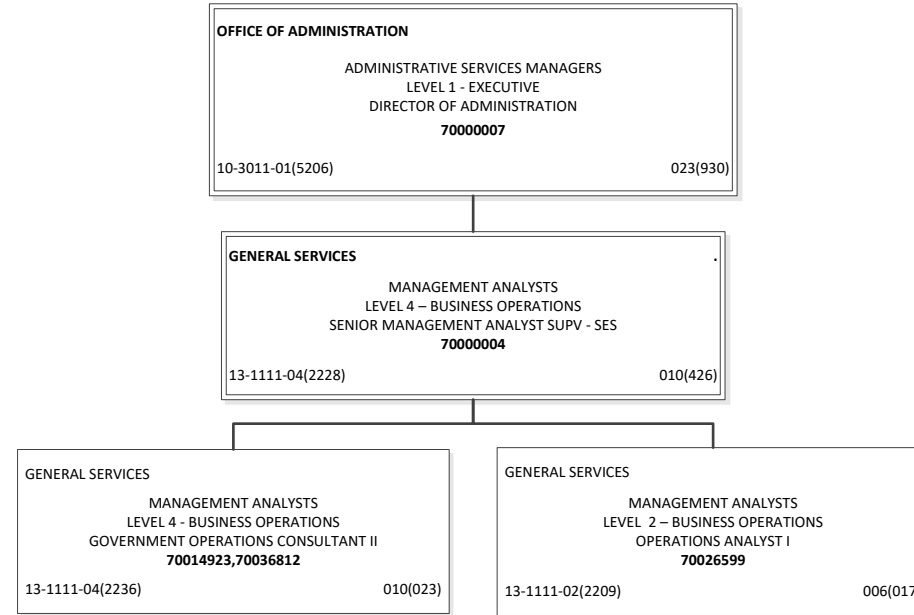 OFFICE OF ADMINISTRATION
ADMINISTRATIVE SERVICES MANAGERS
LEVEL 1 - EXECUTIVE
DIRECTOR OF ADMINISTRATION
70000007
10-3011-01(5206) 023(930)
GENERAL SERVICES .
MANAGEMENT ANALYSTS
LEVEL 4 – BUSINESS OPERATIONS
SENIOR MANAGEMENT ANALYST SUPV - SES
70000004
13-1111-04(2228) 010(426)
GENERAL SERVICES
MANAGEMENT ANALYSTS
LEVEL 4 - BUSINESS OPERATIONS
GOVERNMENT OPERATIONS CONSULTANT II
70014923,70036812
13-1111-04(2236) 010(023)
GENERAL SERVICES
MANAGEMENT ANALYSTS
LEVEL 2 – BUSINESS OPERATIONS
OPERATIONS ANALYST I
70026599
13-1111-02(2209) 006(017